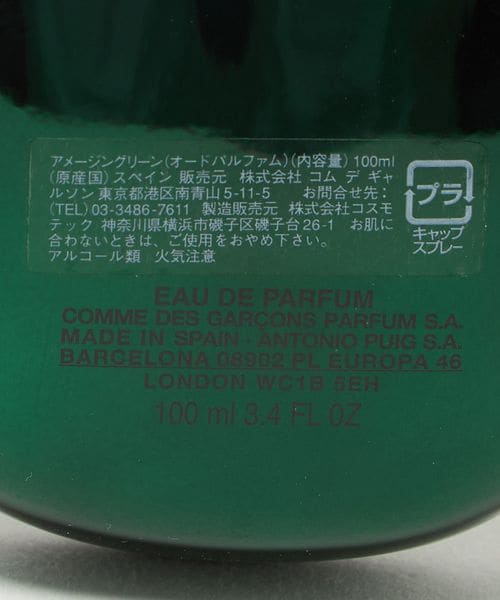 アメージングリーン(オードパルファム)(内容量)100ml
(原産国)スペイン 販売元 株式会社 コム デ ギャ
ルソン 東京都港区南青山5-11-5 お問合せ先:
(TEL)03-3486-7611 製造販売元 株式会社コスモ
テック 神奈川県横浜市磯子区磯子台26-1 お肌に
合わないときは、ご使用をおやめ下さい。
アルコール類 火気注意
プラ
キャップ
スプレー
EAU DE PARFUM
COMME DES GARÇONS PARFUM S.A.
MADE IN SPAIN · ANTONIO PUIG S.A.
BARCELONA 08902 PL EUROPA 46
LONDON WC1B 5EH
100 ml 3.4 FL OZ